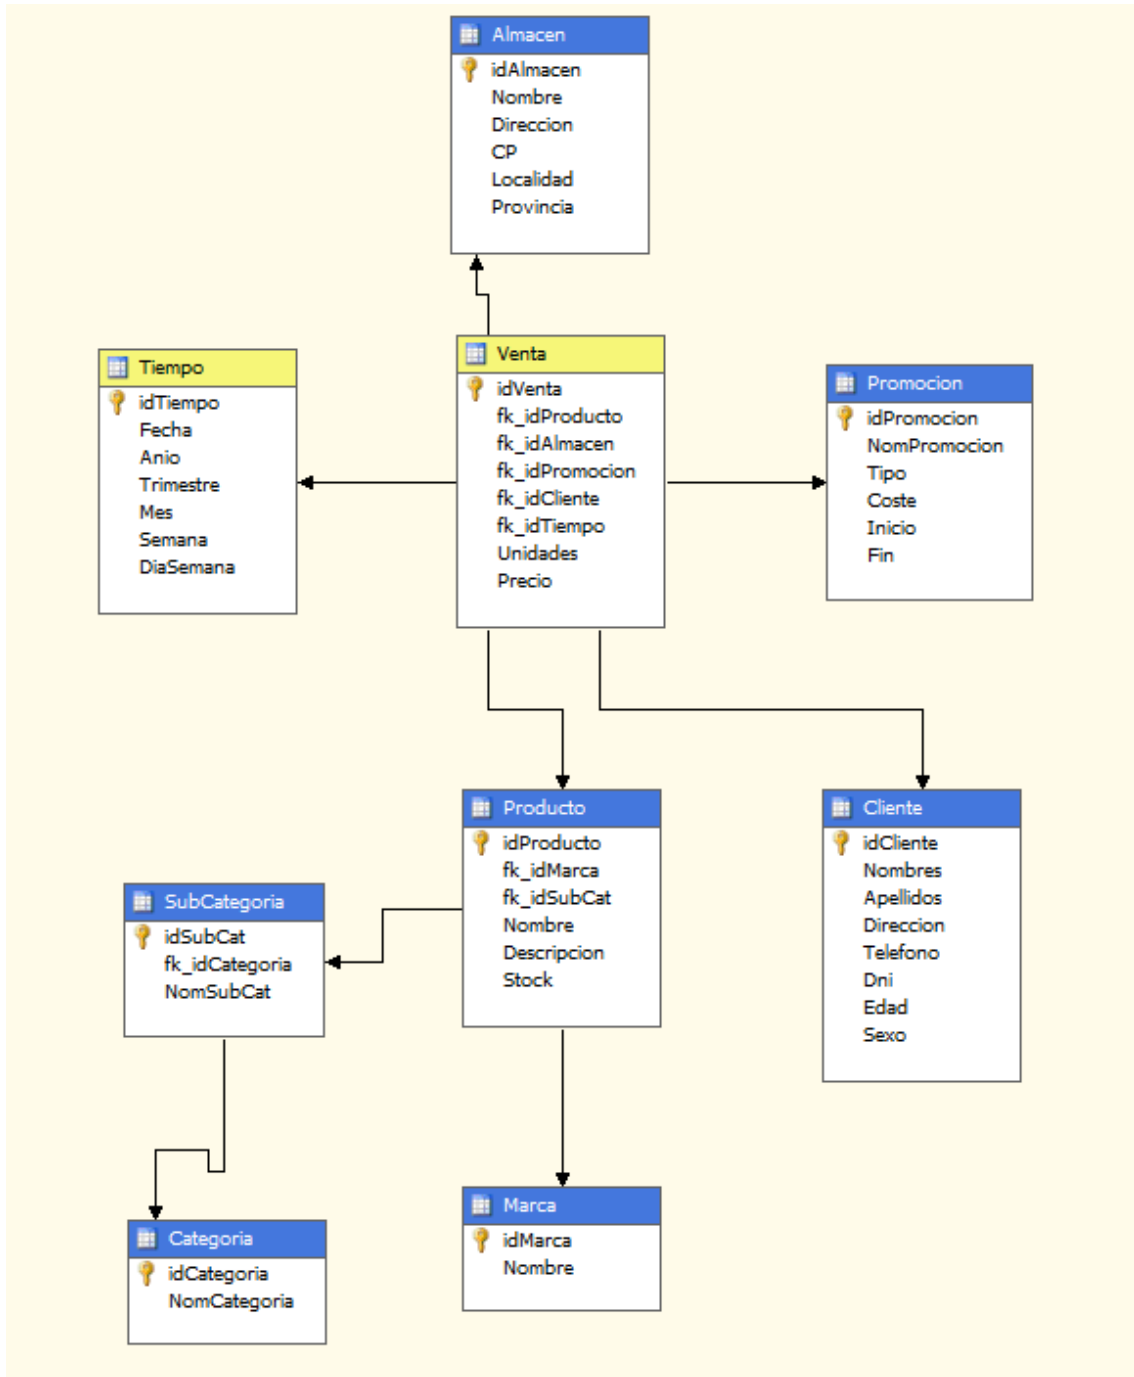 Almacen
idAlmacen
Nombre
Direccion
CP
Localidad
Provincia
Tiempo
idTiempo
Fecha
Anio
Trimestre
Mes
Semana
DiaSemana
Venta
idVenta
fk_idProducto
fk_idAlmacen
fk_idPromocion
fk_idCliente
fk_idTiempo
Unidades
Precio
Promocion
idPromocion
NomPromocion
Tipo
Coste
Inicio
Fin
Producto
idProducto
fk_idMarca
fk_idSubCat
Nombre
Descripcion
Stock
Cliente
idCliente
Nombres
Apellidos
Direccion
Telefono
Dni
Edad
Sexo
SubCategoria
idSubCat
fk_idCategoria
NomSubCat
Categoria
idCategoria
NomCategoria
Marca
idMarca
Nombre